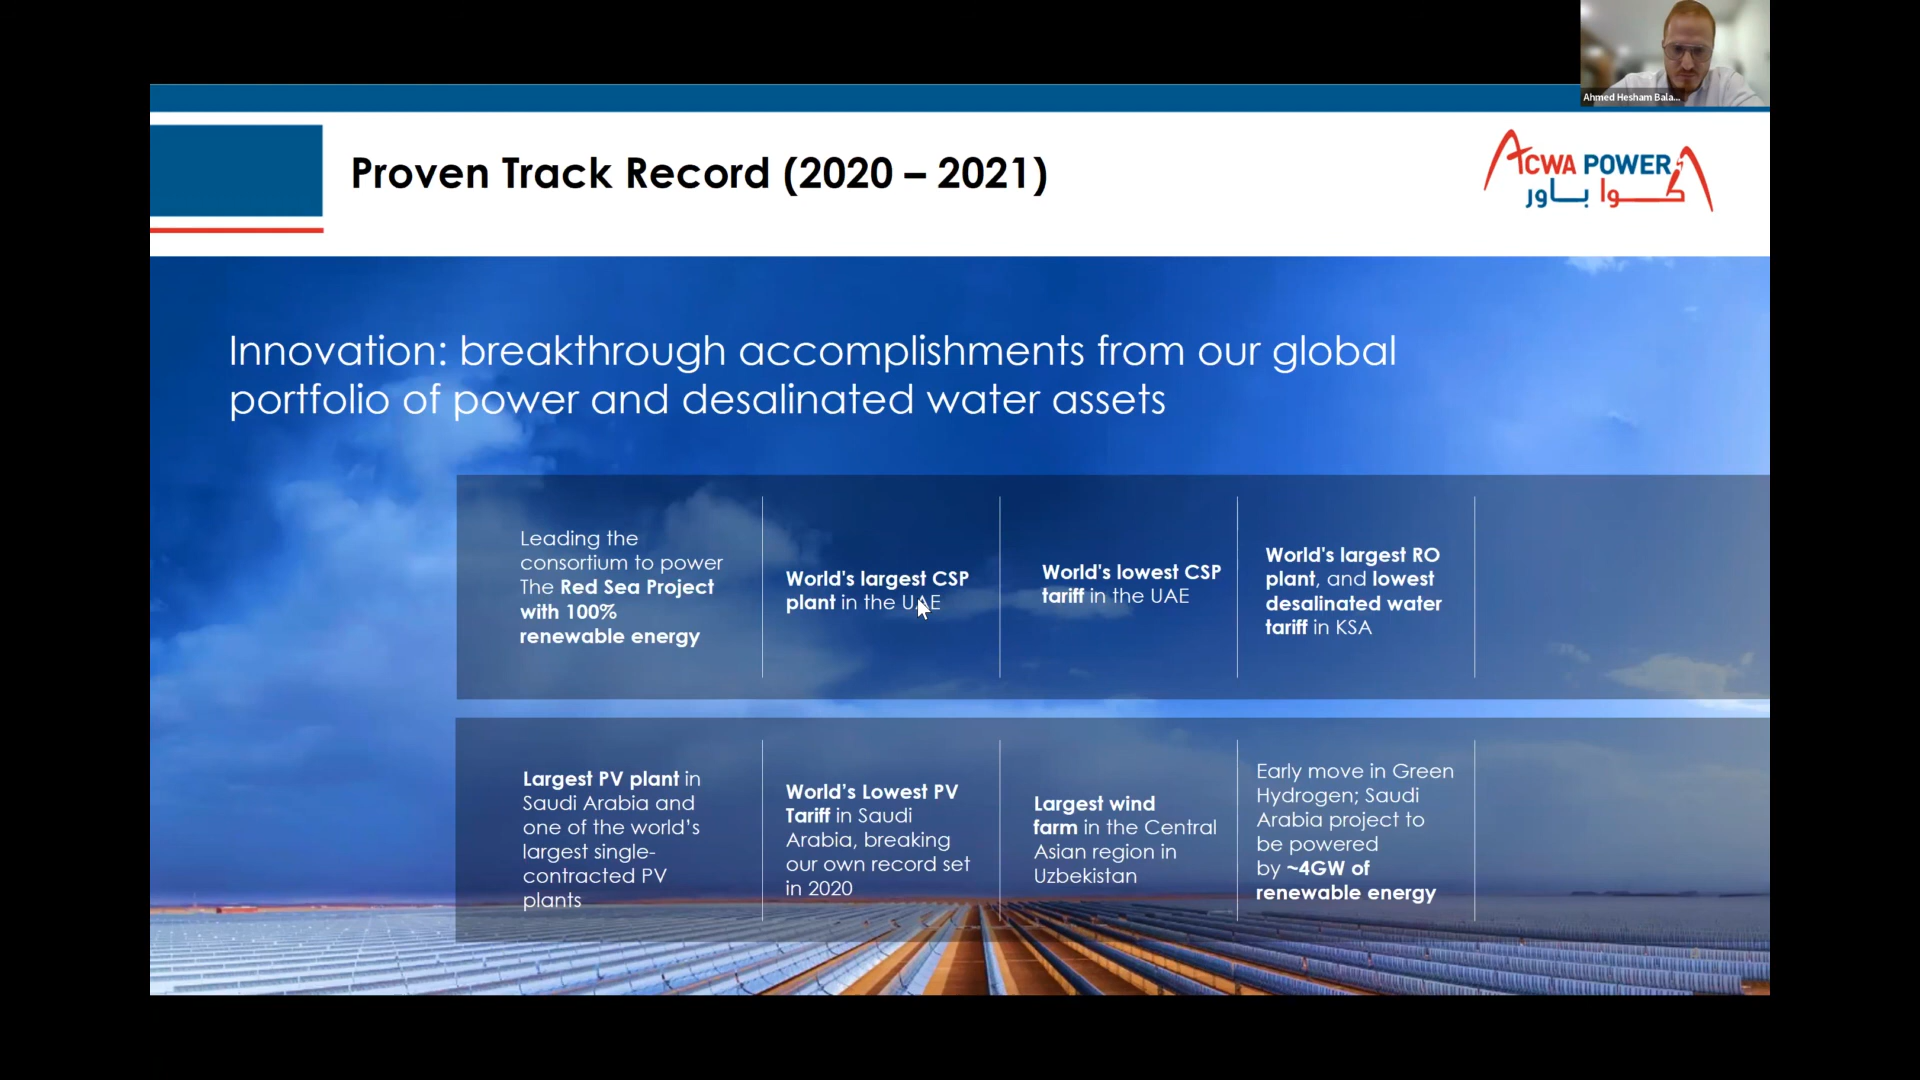 Ahmed Hesham Bala...
Proven Track Record (2020 – 2021)
ACWA POWER
أكوا باور
Innovation: breakthrough accomplishments from our global
portfolio of power and desalinated water assets
Leading the
consortium to power
The Red Sea Project
with 100%
renewable energy
World's largest CSP
plant in the UAE
World's lowest CSP
tariff in the UAE
World's largest RO
plant, and lowest
desalinated water
tariff in KSA
Largest PV plant in
Saudi Arabia and
one of the world's
largest single-
contracted PV
plants
World's Lowest PV
Tariff in Saudi
Arabia, breaking
our own record set
in 2020
Largest wind
farm in the Central
Asian region in
Uzbekistan
Early move in Green
Hydrogen; Saudi
Arabia project to
be powered
by ~4GW of
renewable energy